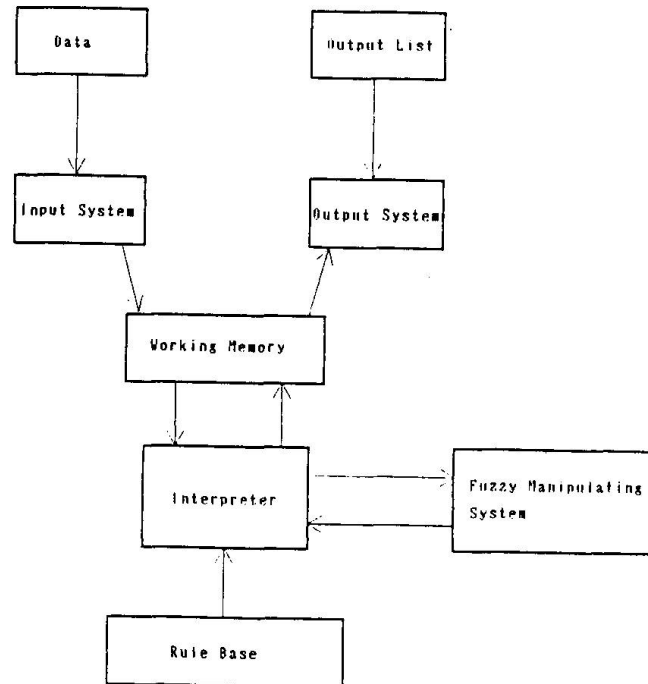 Data
Output List
Input System
Output System
Working Memory
Interpreter
Fuzzy Manipulating
System
Rule Base